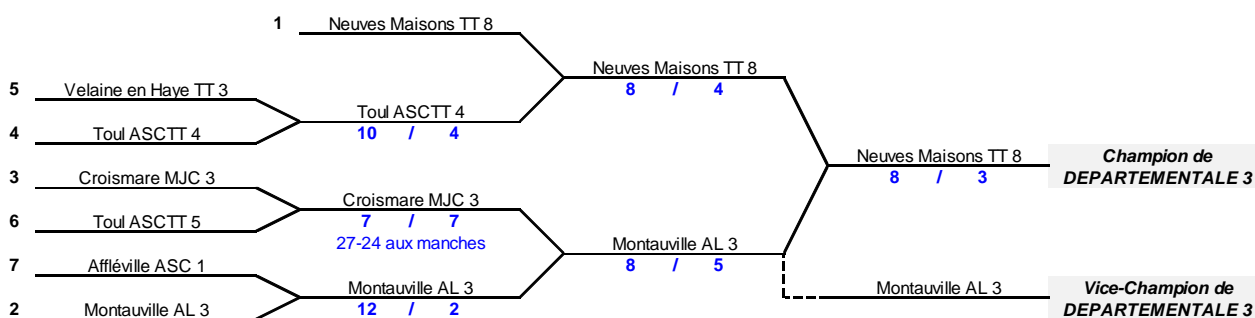 1 Neuves Maisons TT 8
Neuves Maisons TT 8
8 / 4
5 Velaine en Haye TT 3
Toul ASCTT 4
10 / 4
4 Toul ASCTT 4
Neuves Maisons TT 8
8 / 3
Champion de
DEPARTEMENTALE 3
3 Croismare MJC 3
Croismare MJC 3
7 / 7
27-24 aux manches
6 Toul ASCTT 5
Montauville AL 3
8 / 5
7 Affléville ASC 1
Montauville AL 3
12 / 2
2 Montauville AL 3
Montauville AL 3
Vice-Champion de
DEPARTEMENTALE 3